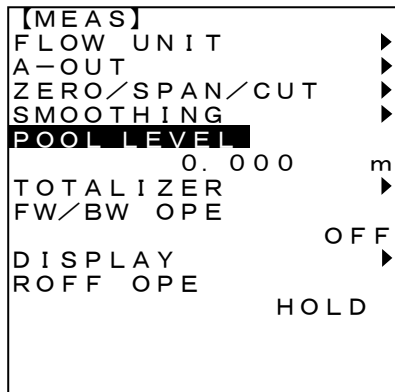 【MEAS】
FLOW UNIT ▶
A－OUT ▶
ZERO／SPAN／CUT ▶
SMOOTHING ▶
POOL LEVEL
0. 000 m
TOTALIZER ▶
FW／BW OPE
OFF
DISPLAY ▶
ROFF OPE
HOLD